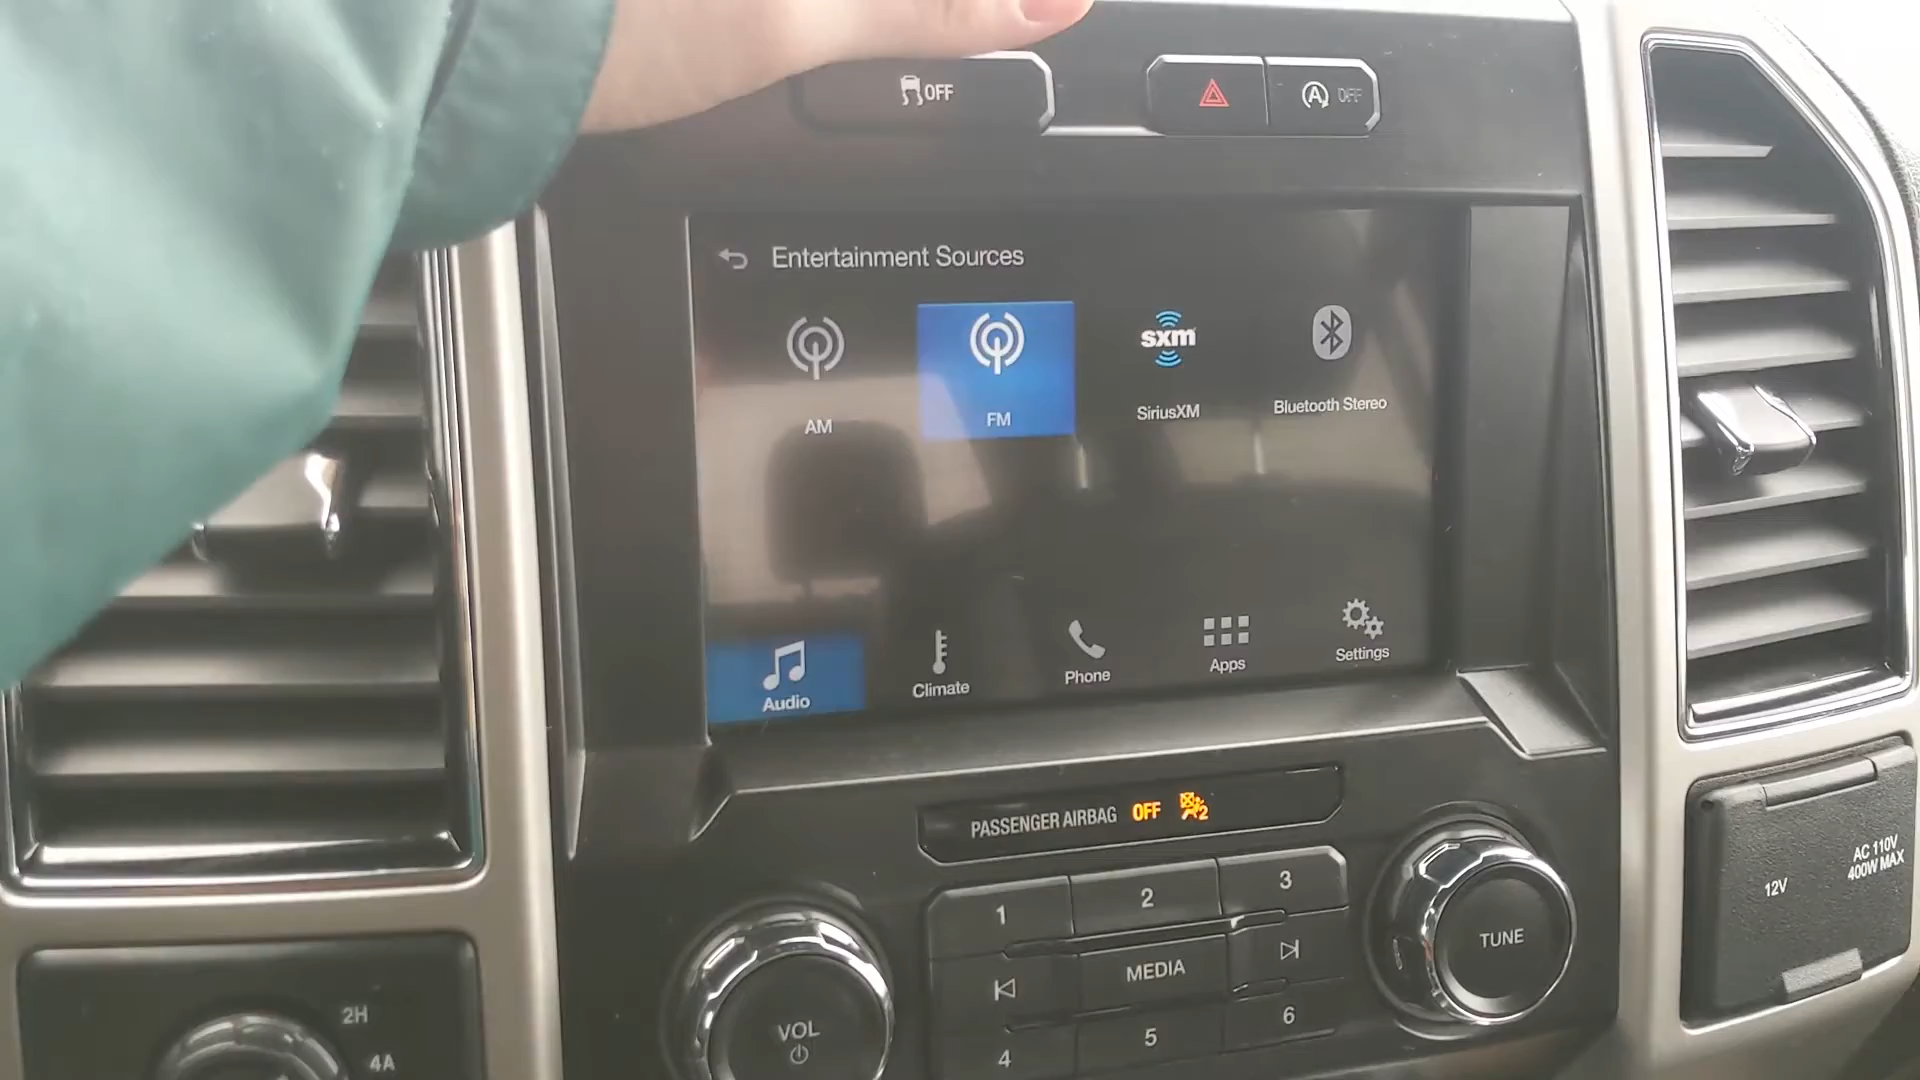 OFF
A OFF
Entertainment Sources
AM
FM
sxm
SiriusXM
Bluetooth Stereo
Audio
Climate
Phone
Apps
Settings
PASSENGER AIRBAG OFF 2
1
2
3
MEDIA
4
5
6
VOL
TUNE
12V
AC 110V
400W MAX
2H
4A